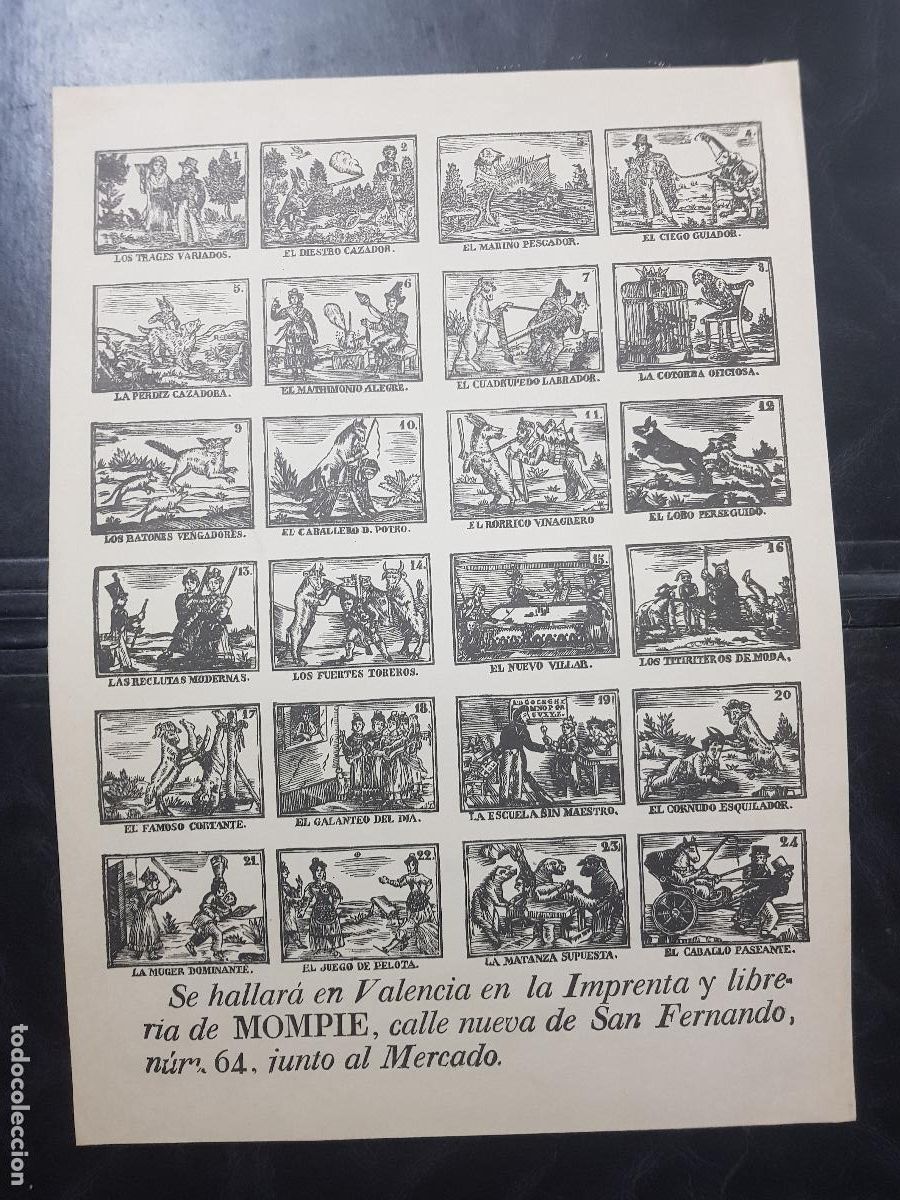 1
2
3
4.
LOS TRAGES VARIADOS.
EL DIESTRO CAZADOR.
EL MARINO PESCADOR.
EL CIEGO GUIADOR.
5.
6
7
8.
LA PERDIZ CAZADORA.
EL MATRIMONIO ALEGRE.
EL CUADRUPEDO LABRADOR.
LA COTORRA OFICIOSA.
9
10.
11.
12
LOS RATONES VENGADORES.
EL CABALLERO D. POTRO.
EL BORRICO VINAGRERO
EL LOBO PERSEGUIDO.
13.
14.
15.
16
LAS RECLUTAS MODERNAS.
LOS FUERTES TOREROS.
EL NUEVO VILLAR.
LOS TITIRITEROS DE MODA,
17
18.
19
20
EL FAMOSO CORTANTE.
EL GALANTEO DEL DIA.
LA ESCUELA SIN MAESTRO.
EL CORNUDO ESQUILADOR.
21.
22.
23.
24
LA MUGER DOMINANTE.
EL JUEGO DE PELOTA.
LA MATANZA SUPUESTA.
EL CABALLO PASEANTE.
Se hallará en Valencia en la Imprenta y libre-
ria de MOMPIE, calle nueva de San Fernando,
núm. 64, junto al Mercado.
todocoleccion